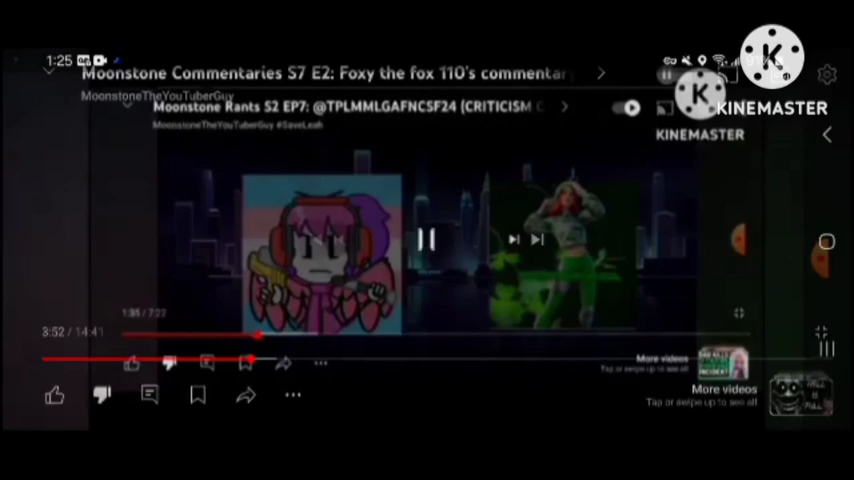 1:25
Moonstone Commentaries S7 E2: Foxy the fox 110's commentar
MoonstoneTheYouTuberGuy
Moonstone Rants S2 EP7: @TPLMMLGAFNCSF24 (CRITICISM
MoonstoneTheYouTuberGuy #SaveLeah
KINEMASTER
KINEMASTER
3:52 / 14:41
More videos
Tap or swipe up to see all
More videos
Tap or swipe up to see all